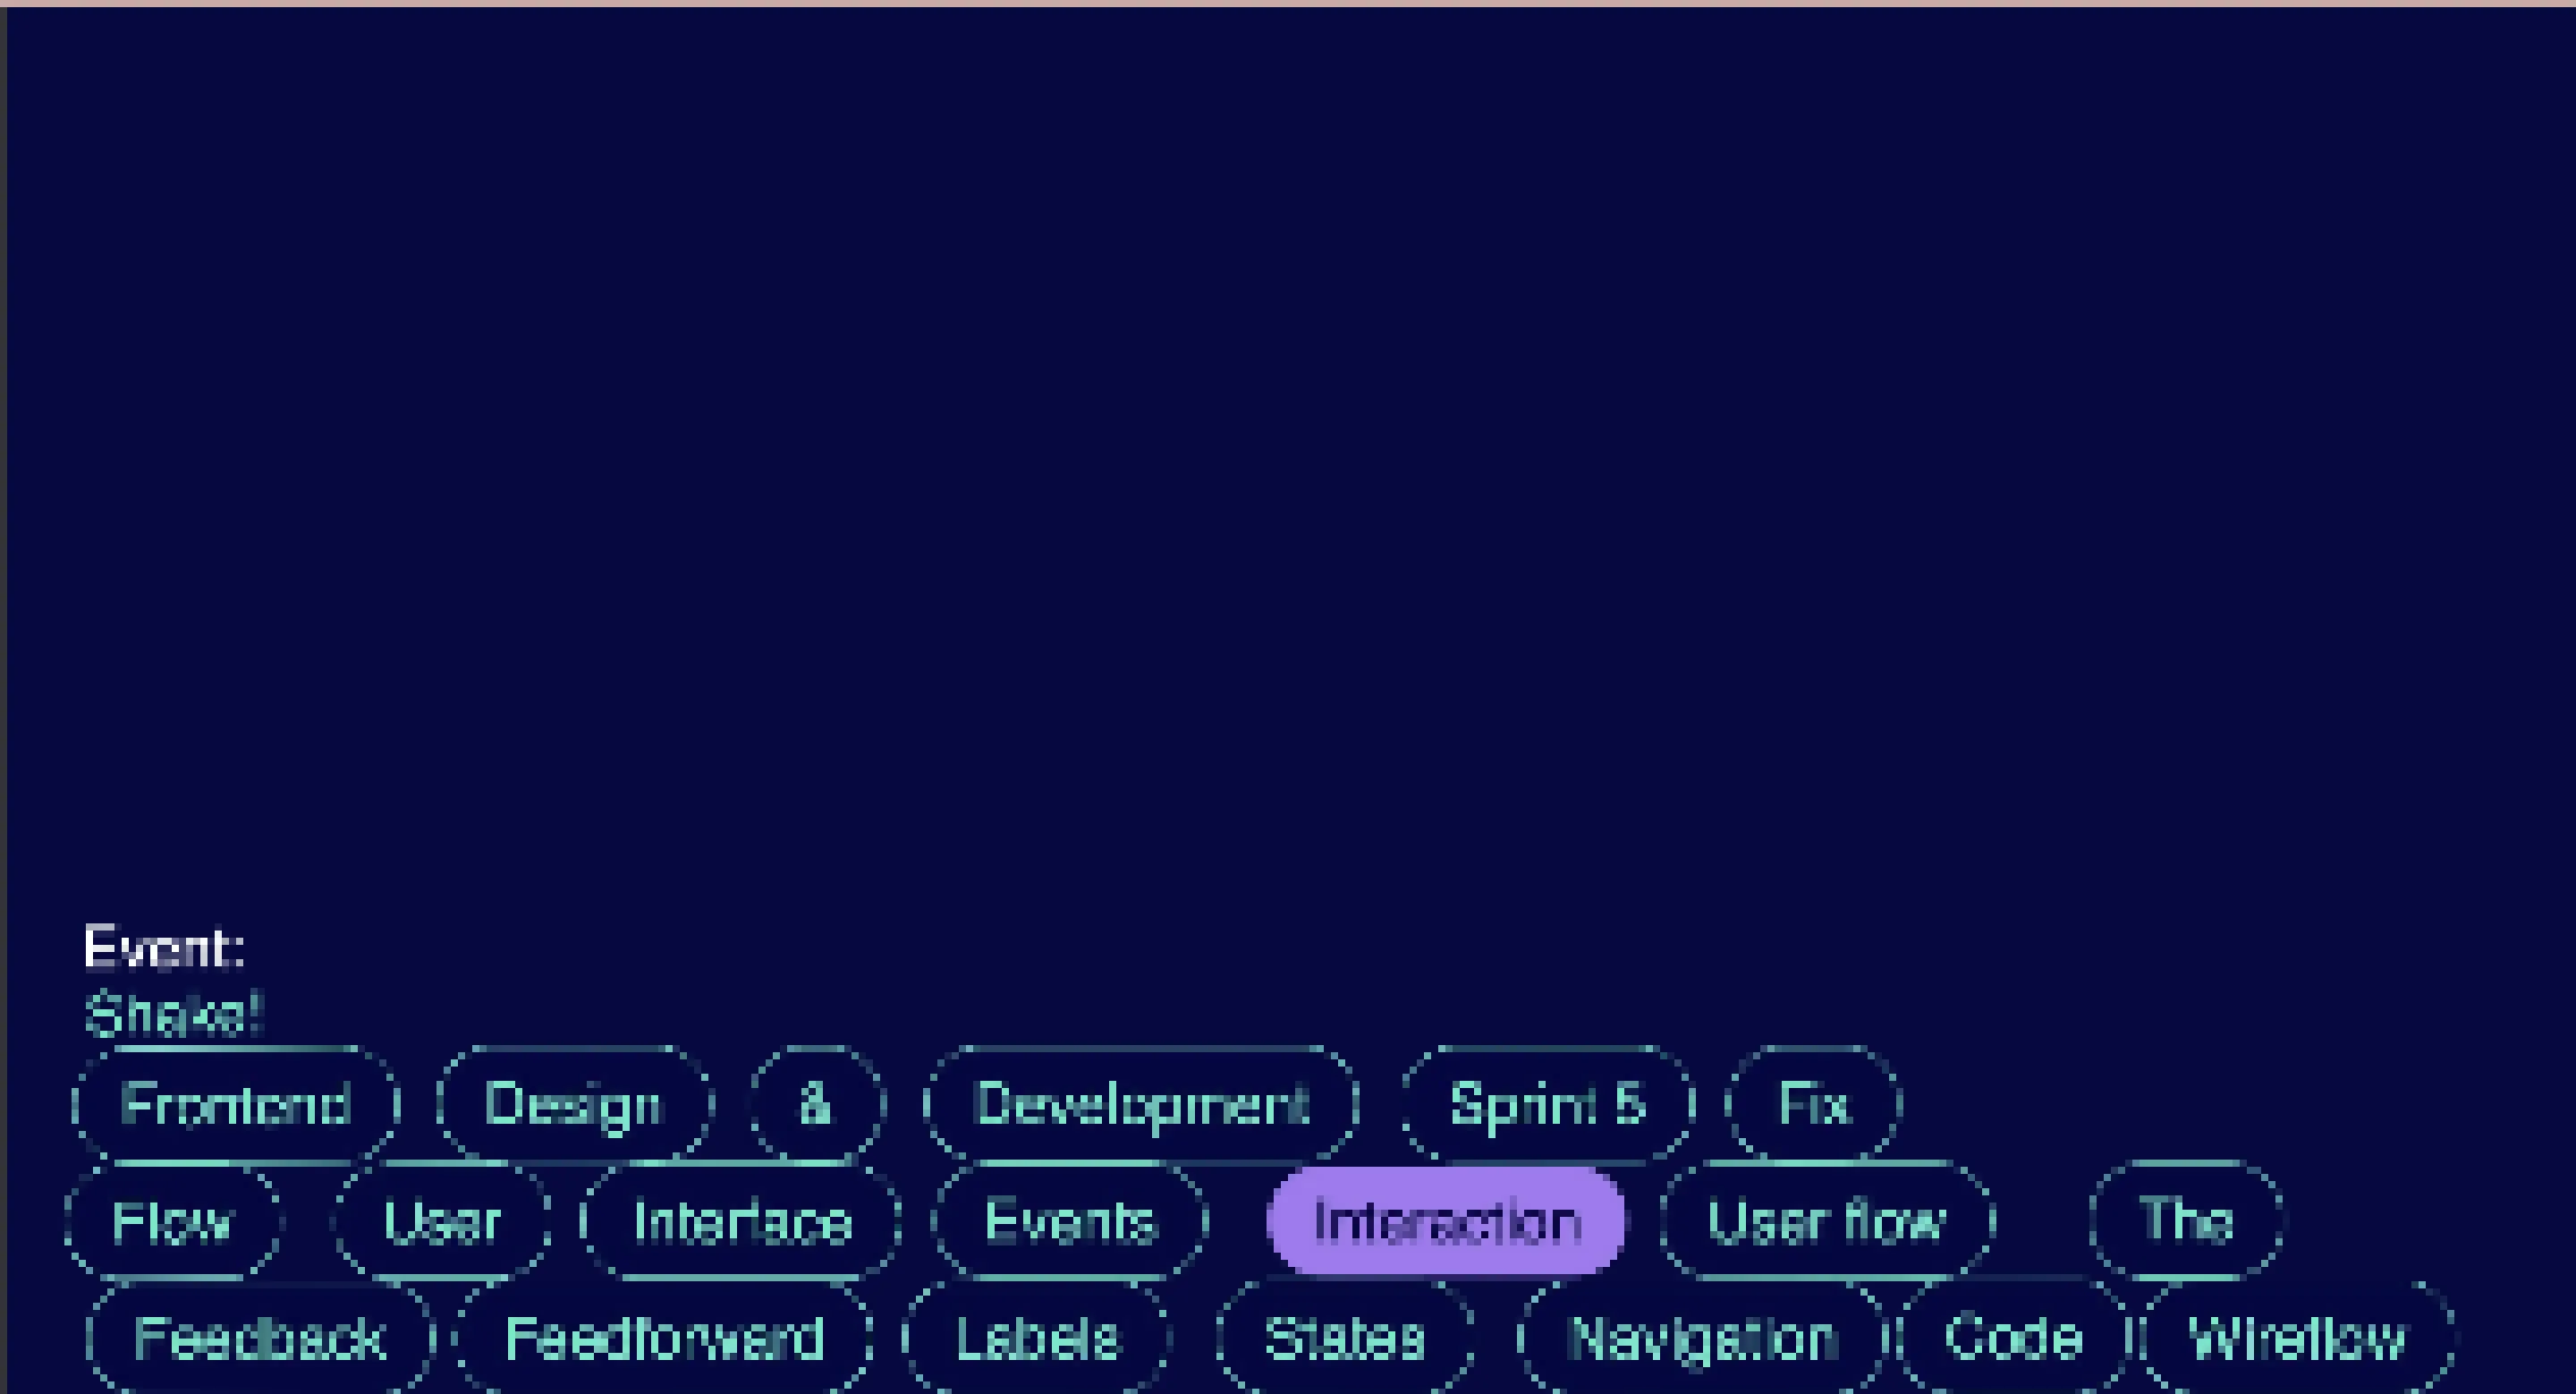 Event:
Shake!
Frontend Design & Development Sprint 5 Fix
Flow User Interface Events Interaction User flow The
Feedback Feedforward Labels States Navigation Code Wireflow